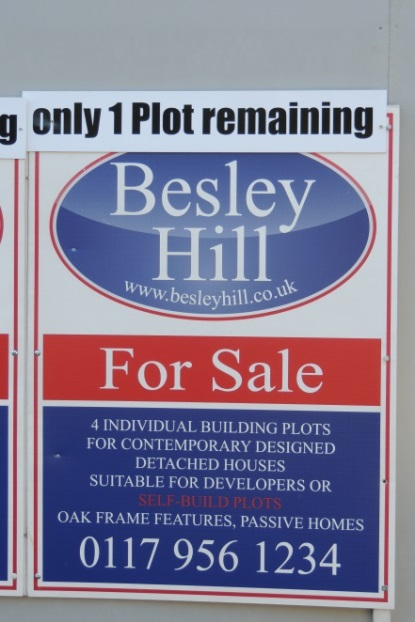 g only 1 Plot remaining
Besley
Hill
www.besleyhill.co.uk
For Sale
4 INDIVIDUAL BUILDING PLOTS
FOR CONTEMPORARY DESIGNED
DETACHED HOUSES
SUITABLE FOR DEVELOPERS OR
SELF-BUILD PLOTS
OAK FRAME FEATURES, PASSIVE HOMES
0117 956 1234